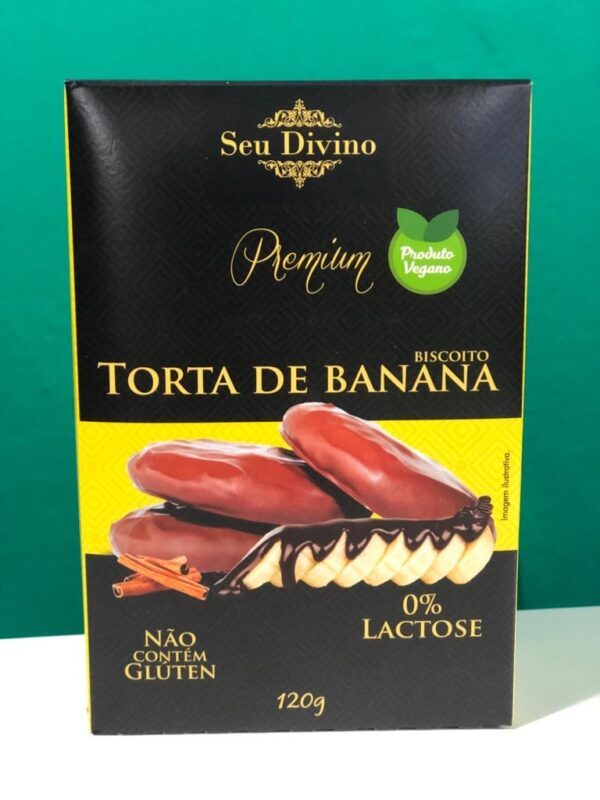 Seu Divino
Premium
Produto
Vegano
BISCOITO
TORTA DE BANANA
Imagem ilustrativa.
0%
LACTOSE
NÃO
CONTÉM
GLÚTEN
120g